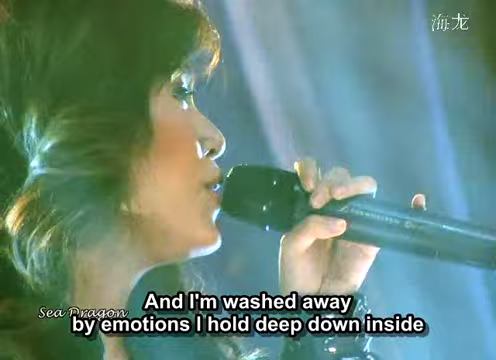 海龙
And I'm washed away
Sea Dragon
by emotions I hold deep down inside